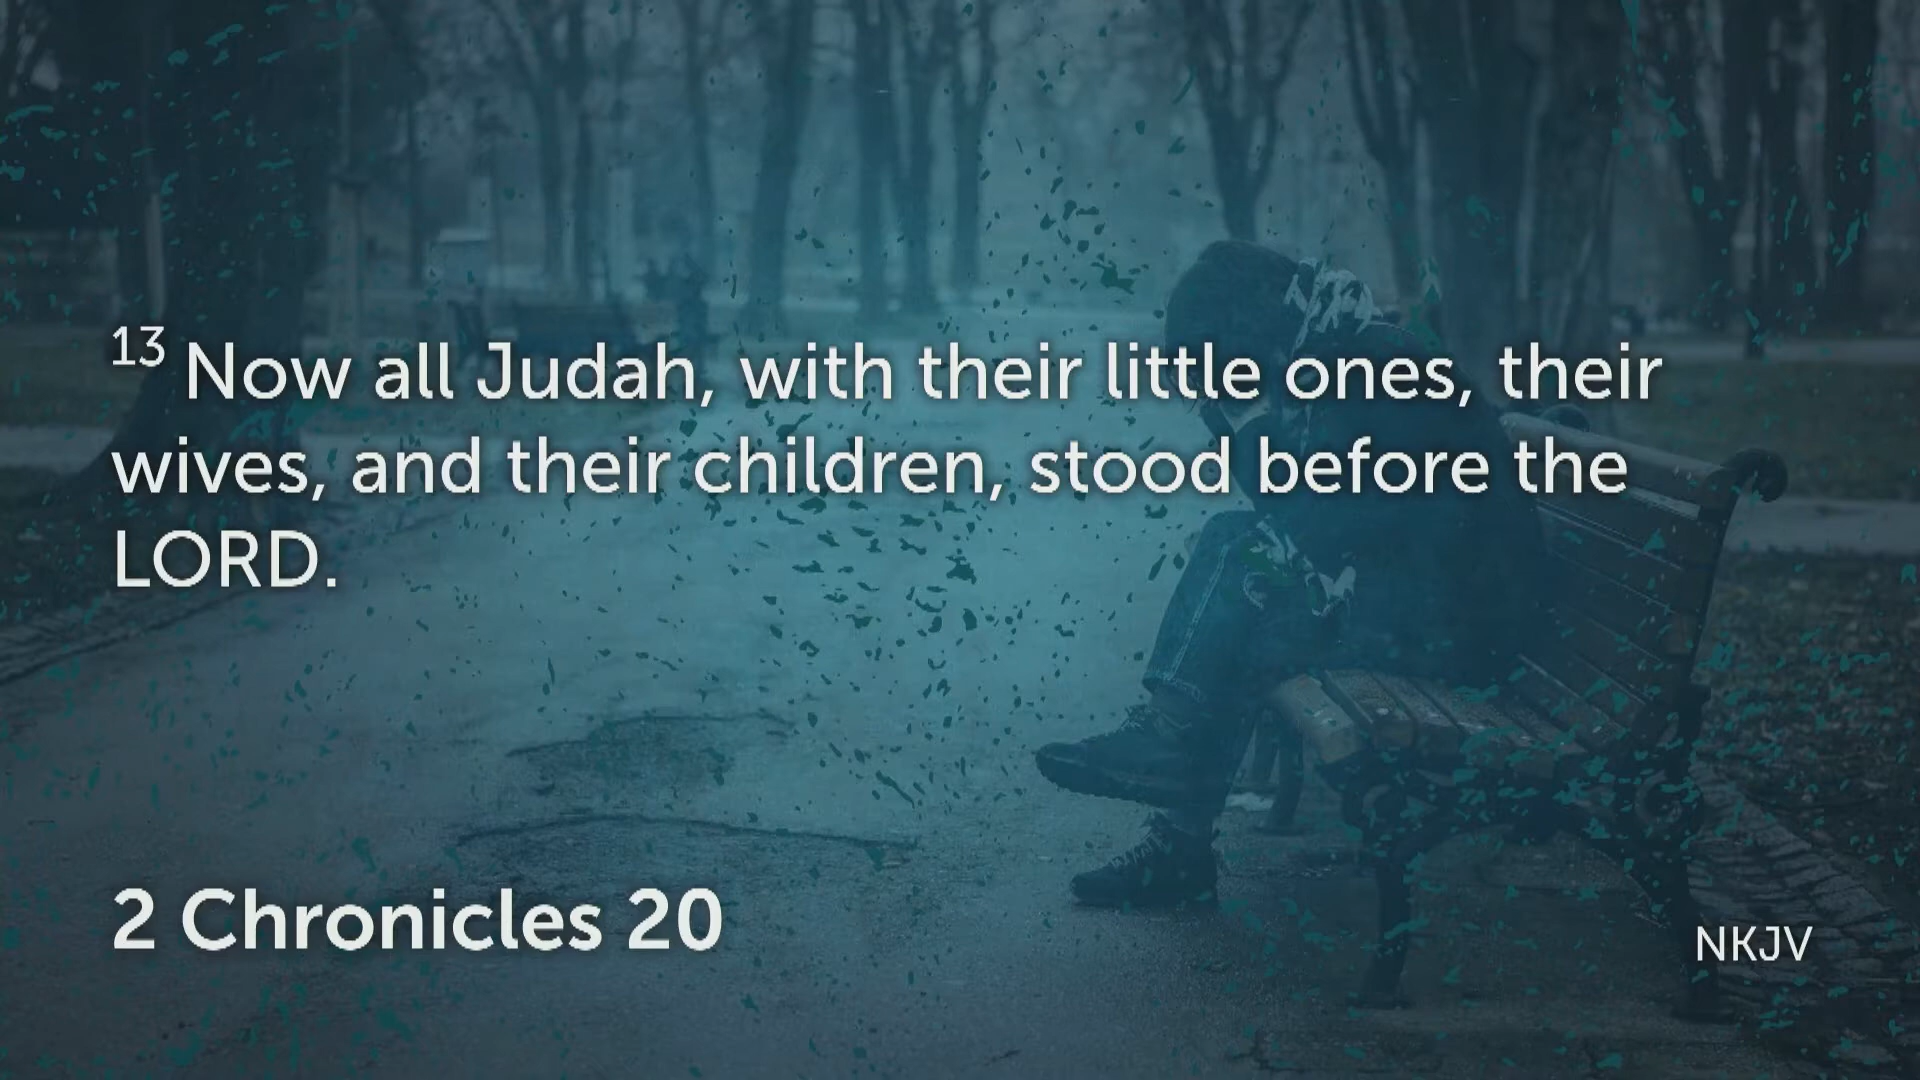 13 Now all Judah, with their little ones, their
wives, and their children, stood before the
LORD.
2 Chronicles 20
NKJV